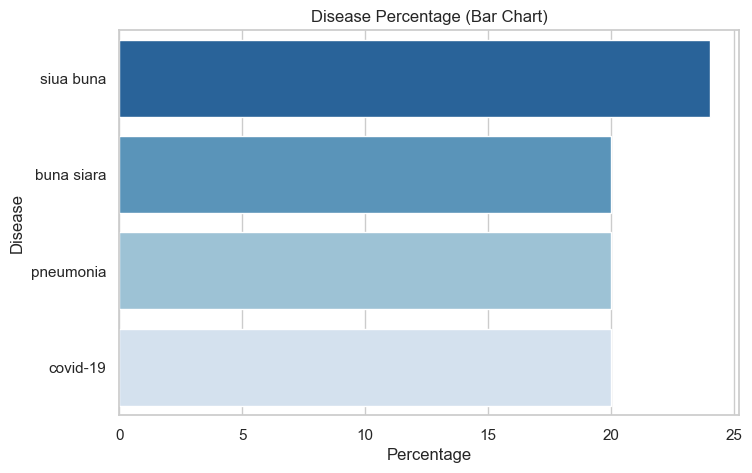 Disease Percentage (Bar Chart)
siua buna
buna siara
pneumonia
covid-19
Disease
0 5 10 15 20 25
Percentage